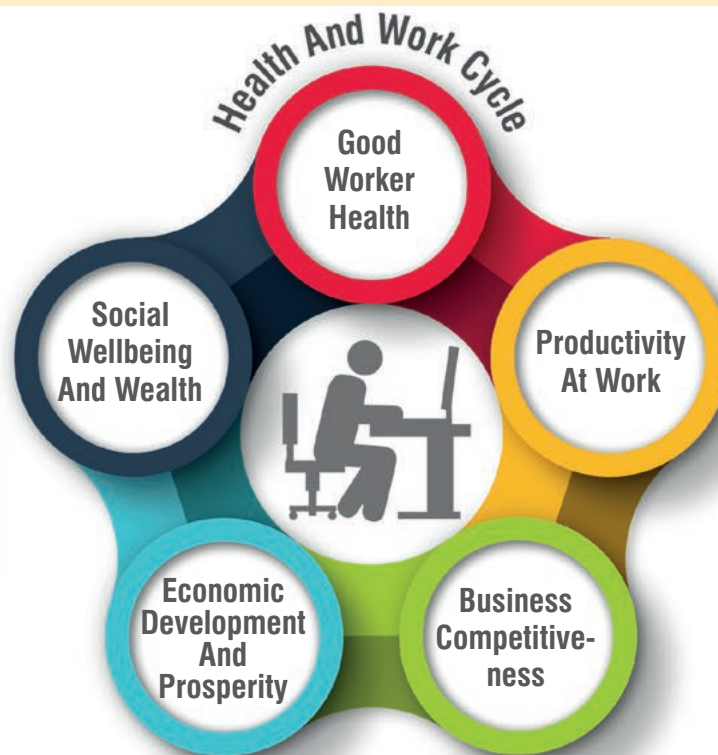 Health And Work Cycle
Good
Worker
Health
Productivity
At Work
Business
Competitive-
ness
Economic
Development
And
Prosperity
Social
Wellbeing
And Wealth